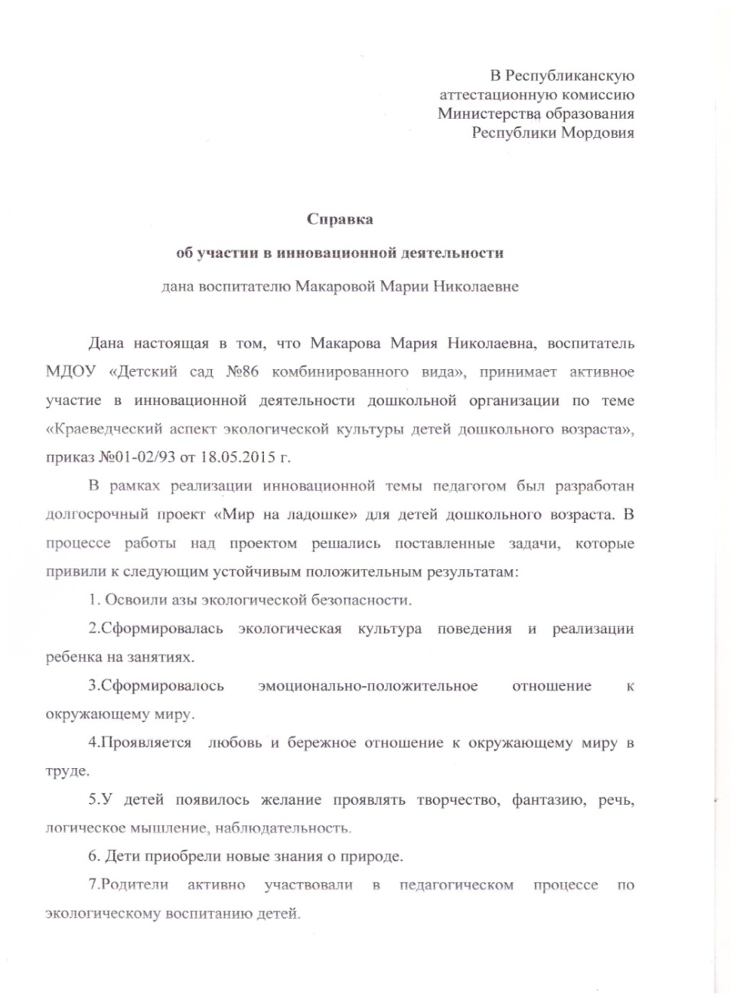 В Республиканскую
аттестационную комиссию
Министерства образования
Республики Мордовия
Справка
об участии в инновационной деятельности
дана воспитателю Макаровой Марии Николаевне
Дана настоящая в том, что Макарова Мария Николаевна, воспитатель
МДОУ «Детский сад №86 комбинированного вида», принимает активное
участие в инновационной деятельности дошкольной организации по теме
«Краеведческий аспект экологической культуры детей дошкольного возраста»,
приказ №01-02/93 от 18.05.2015 г.
В рамках реализации инновационной темы педагогом был разработан
долгосрочный проект «Мир на ладошке» для детей дошкольного возраста. В
процессе работы над проектом решались поставленные задачи, которые
привили к следующим устойчивым положительным результатам:
1. Освоили азы экологической безопасности.
2.Сформировалась экологическая культура поведения и реализации
ребенка на занятиях.
3.Сформировалось эмоционально-положительное отношение к
окружающему миру.
4.Проявляется любовь и бережное отношение к окружающему миру в
труде.
5.У детей появилось желание проявлять творчество, фантазию, речь,
логическое мышление, наблюдательность.
6. Дети приобрели новые знания о природе.
7.Родители активно участвовали в педагогическом процессе по
экологическому воспитанию детей.